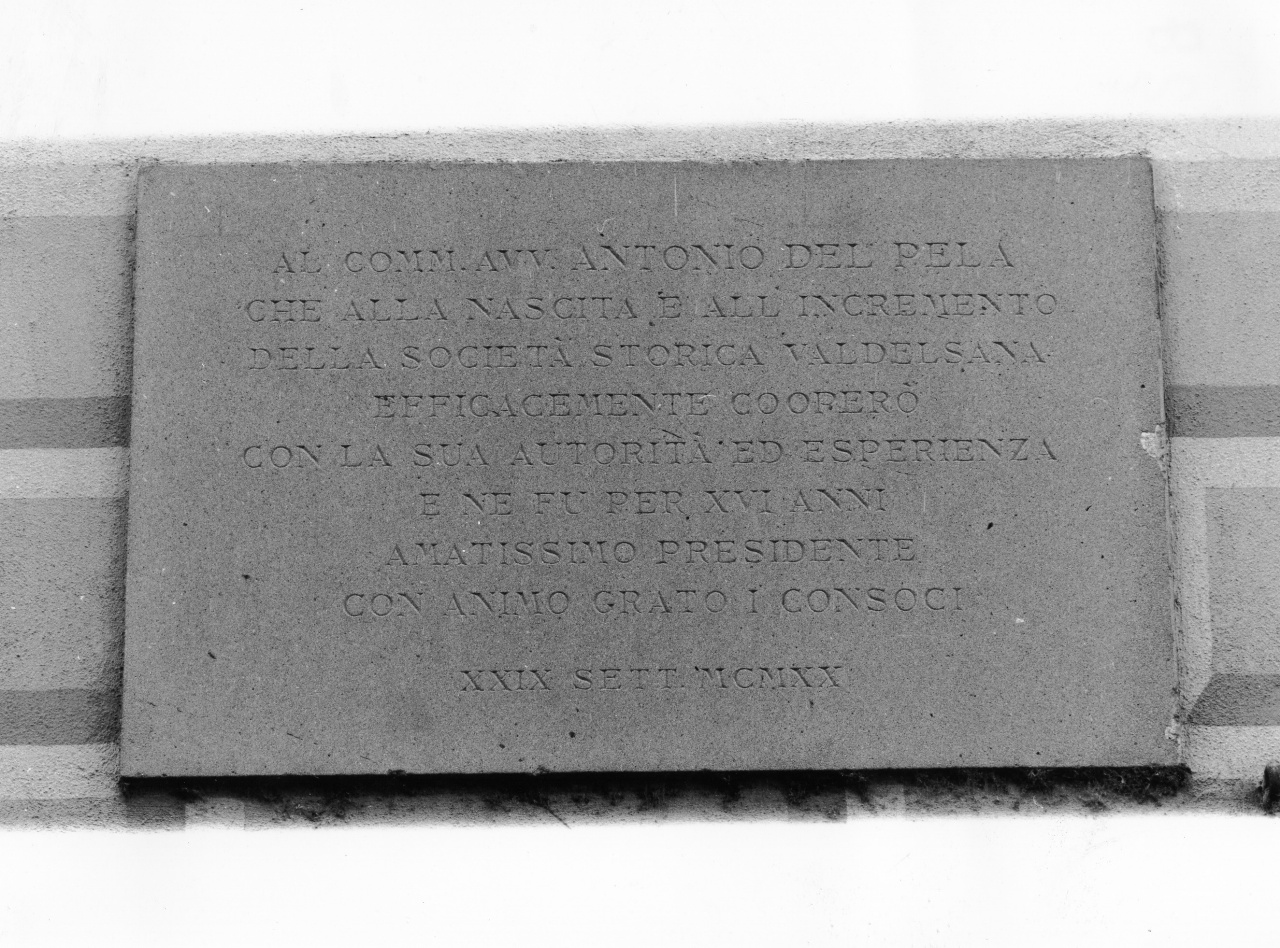 AL COMM. AVV. ANTONIO DEL PELA
CHE ALLA NASCITA E ALL' INCREMENTO
DELLA SOCIETÀ STORICA VALDELSANA
EFFICACEMENTE COOPERÒ
CON LA SUA AUTORITÀ ED ESPERIENZA
E NE FU PER XVI ANNI
AMATISSIMO PRESIDENTE
CON ANIMO GRATO I CONSOCI
XXIX SETT. MCMXX